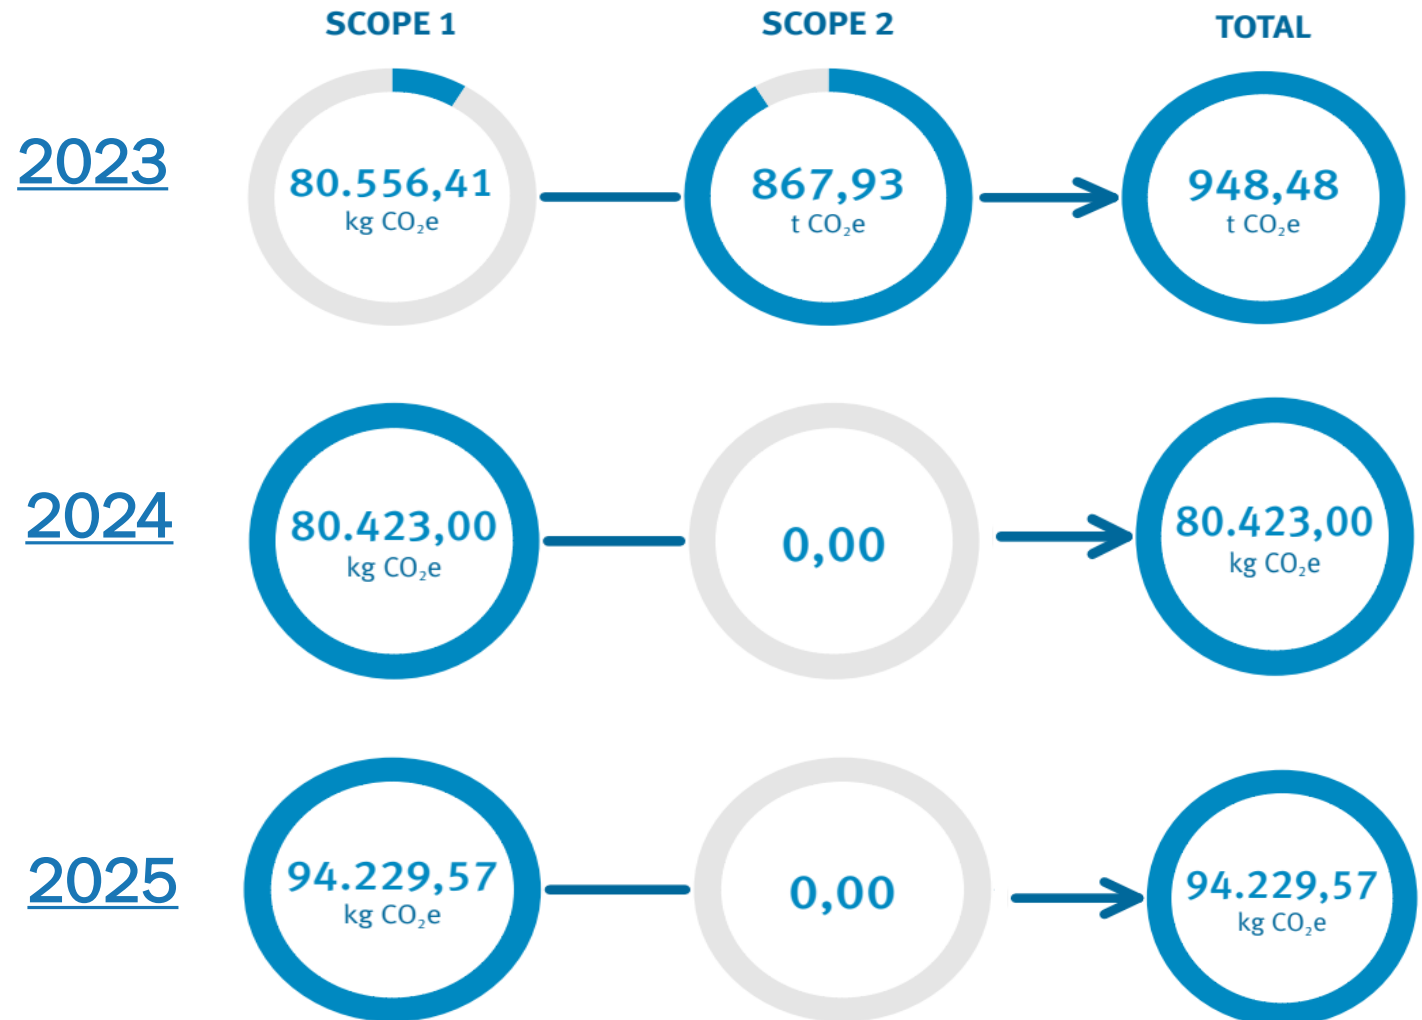 SCOPE 1
SCOPE 2
TOTAL
2023
80.556,41
kg CO₂e
867,93
t CO₂e
948,48
t CO₂e
2024
80.423,00
kg CO₂e
0,00
80.423,00
kg CO₂e
2025
94.229,57
kg CO₂e
0,00
94.229,57
kg CO₂e